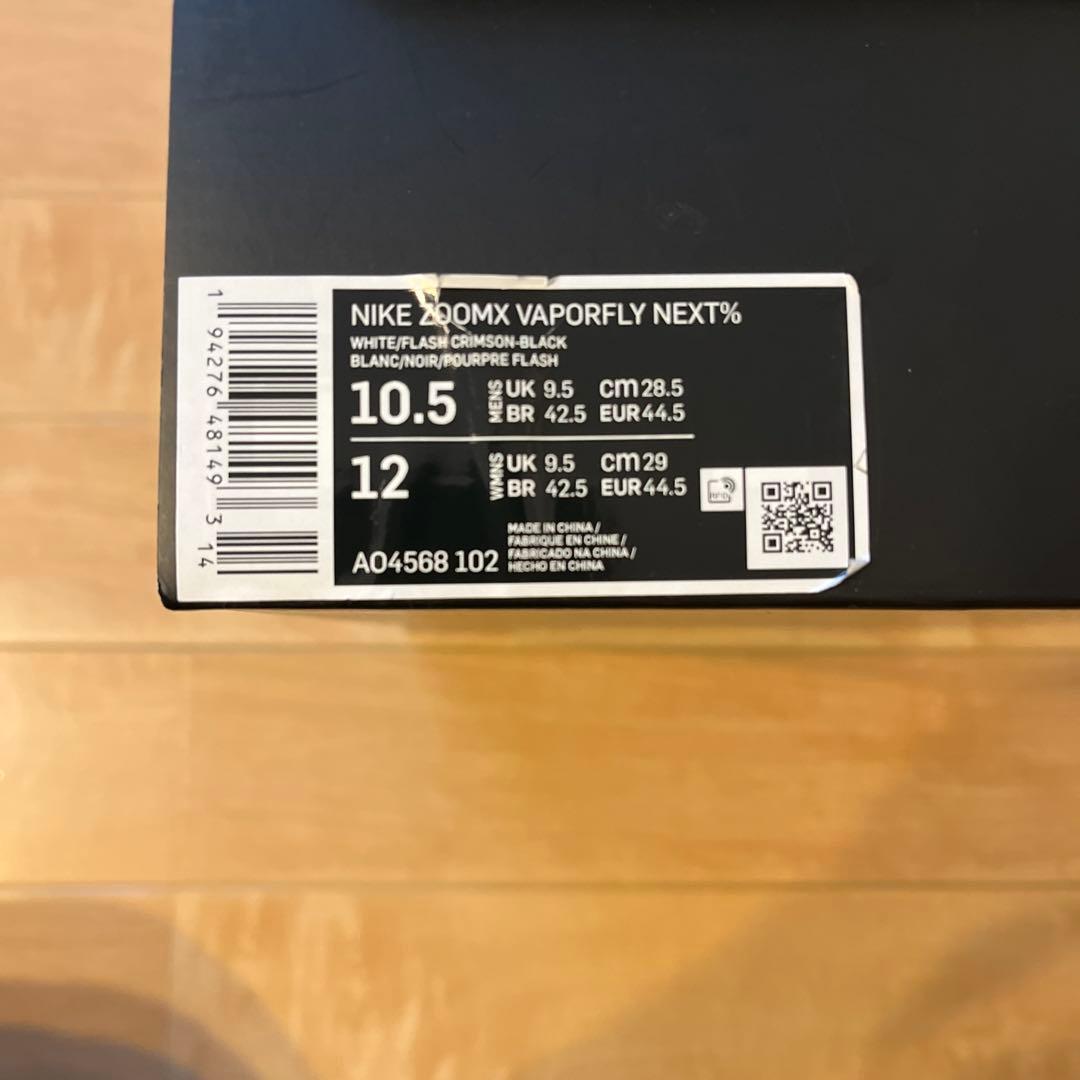 NIKE ZOOMX VAPORFLY NEXT%
WHITE/FLASH CRIMSON-BLACK
BLANC/NOIR/POURPRE FLASH
10.5 MENS UK 9.5 CM 28.5
BR 42.5 EUR 44.5
12 WMNS UK 9.5 CM 29
BR 42.5 EUR 44.5
RFID
AO4568 102
MADE IN CHINA /
FABRIQUE EN CHINE /
FABRICADO NA CHINA /
HECHO EN CHINA
1 94276 48149 3 14